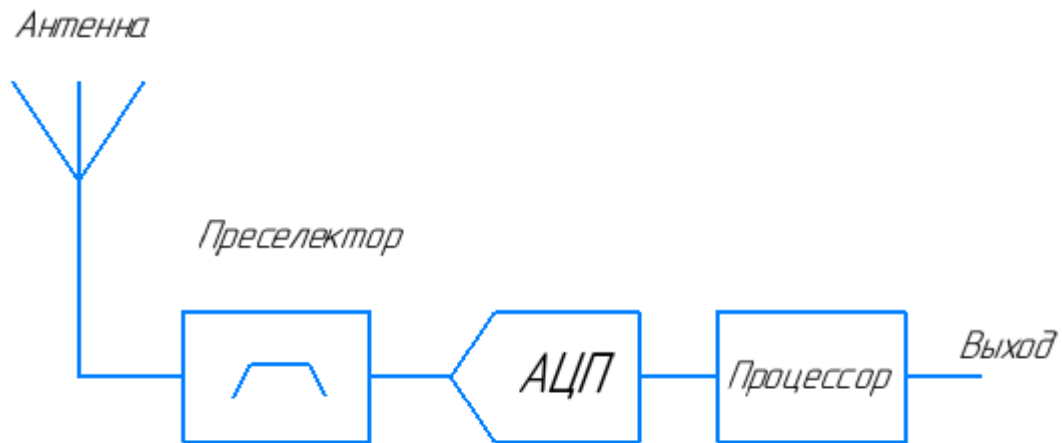 Антенна
Преселектор
АЦП
Процессор
Выход